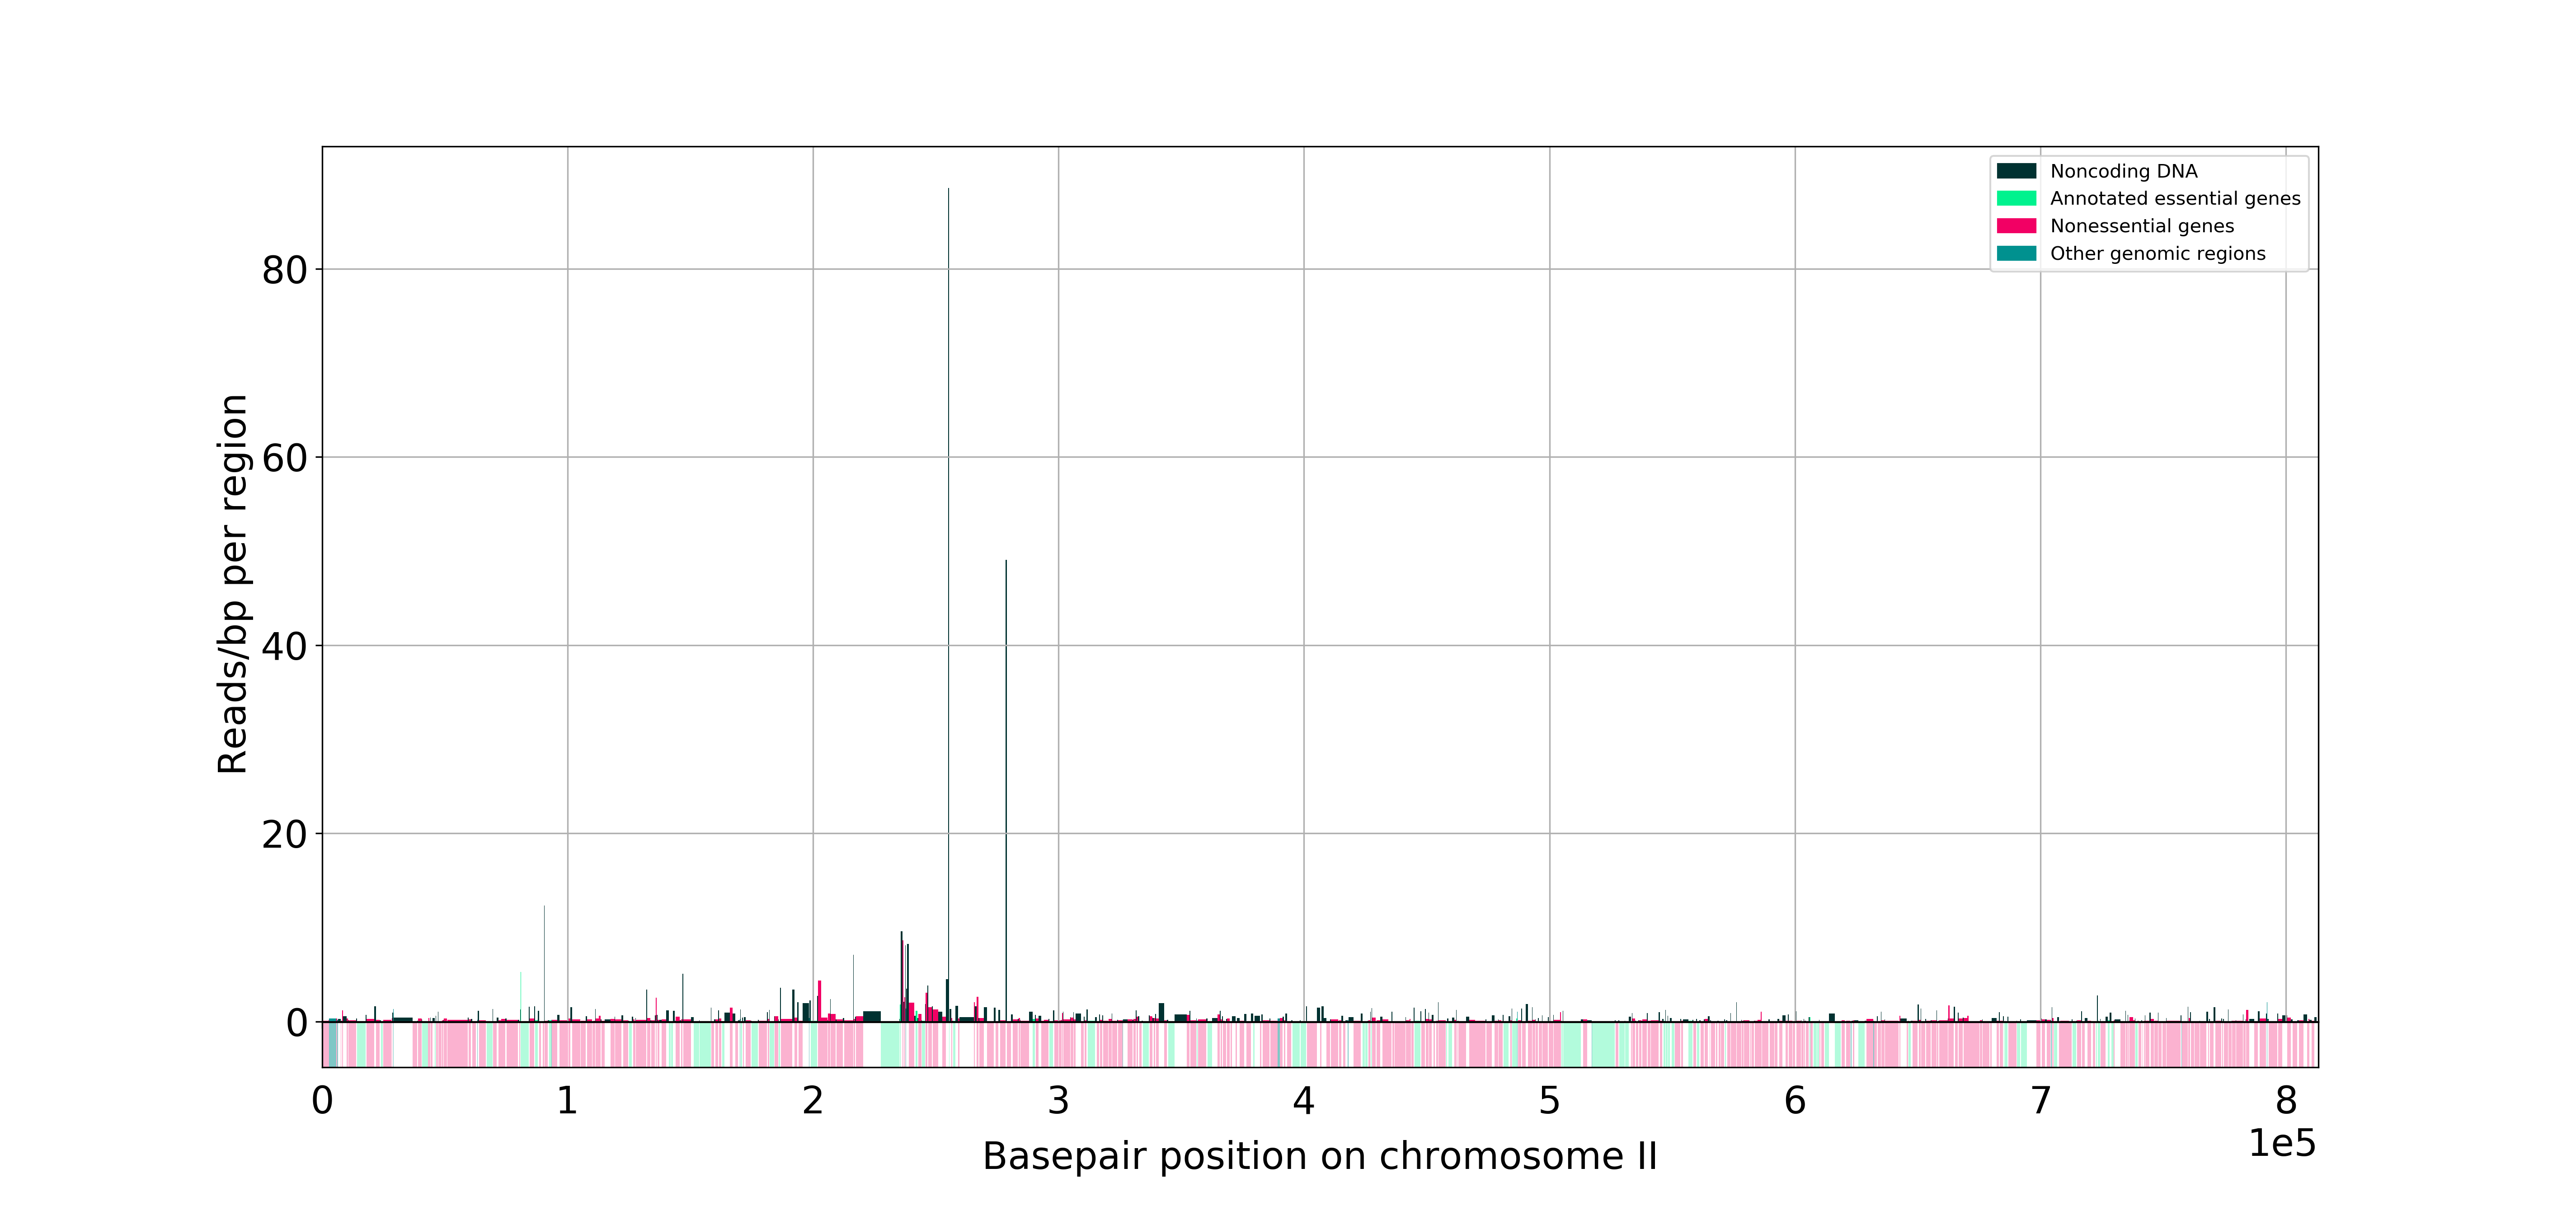 Noncoding DNA
Annotated essential genes
Nonessential genes
Other genomic regions
80
60
40
20
0
Reads/bp per region
0 1 2 3 4 5 6 7 8
1e5
Basepair position on chromosome II